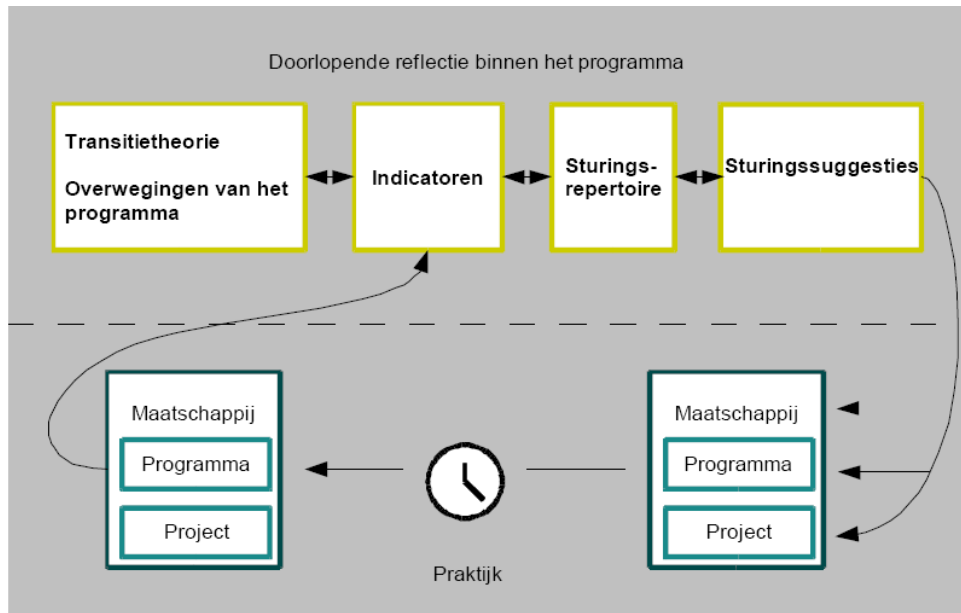 Doorlopende reflectie binnen het programma
Transitietheorie
Overwegingen van het
programma
Indicatoren
Sturings-
repertoire
Sturingssuggesties
Maatschappij
Programma
Project
Maatschappij
Programma
Project
Praktijk